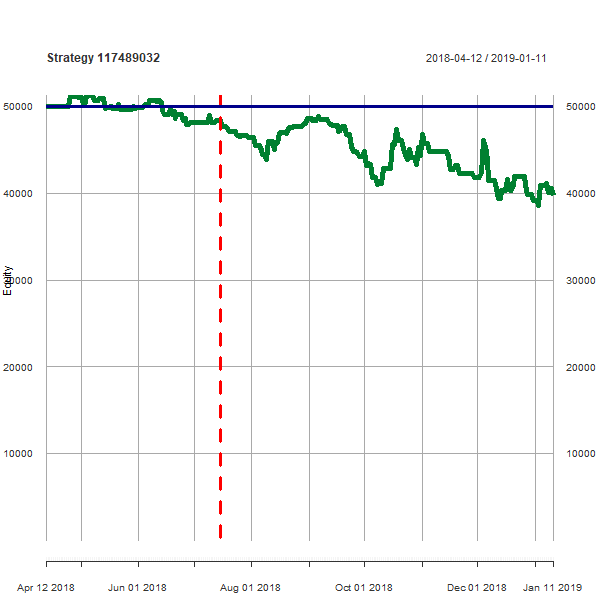 Strategy 117489032 2018-04-12 / 2019-01-11
50000 50000
40000 40000
30000 30000
Equity
20000 20000
10000 10000
Apr 12 2018 Jun 01 2018 Aug 01 2018 Oct 01 2018 Dec 01 2018 Jan 11 2019